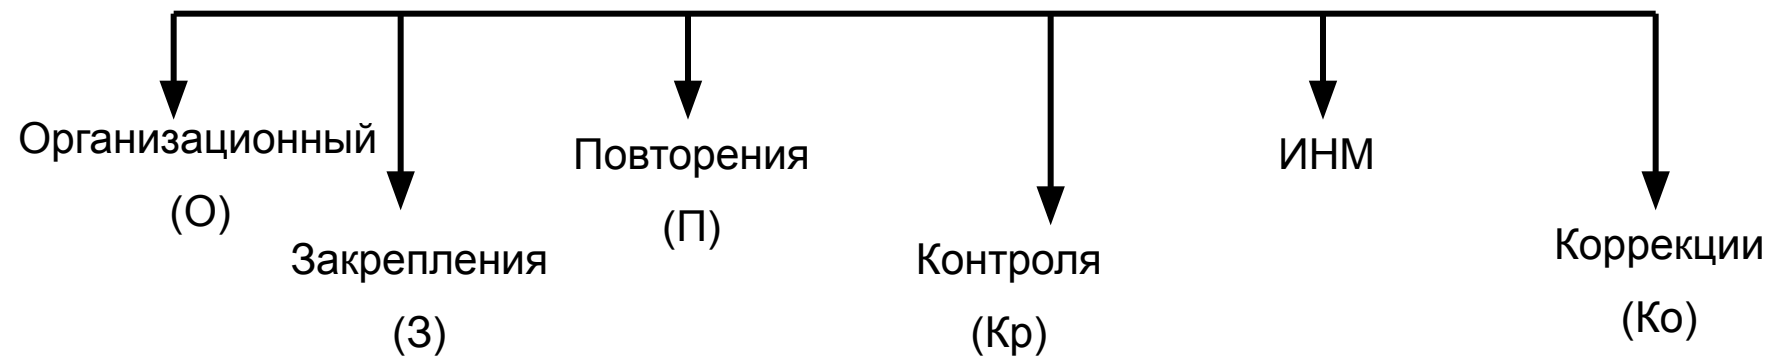 Организационный
(О)
Закрепления
(З)
Повторения
(П)
Контроля
(Кр)
ИНМ
Коррекции
(Ко)